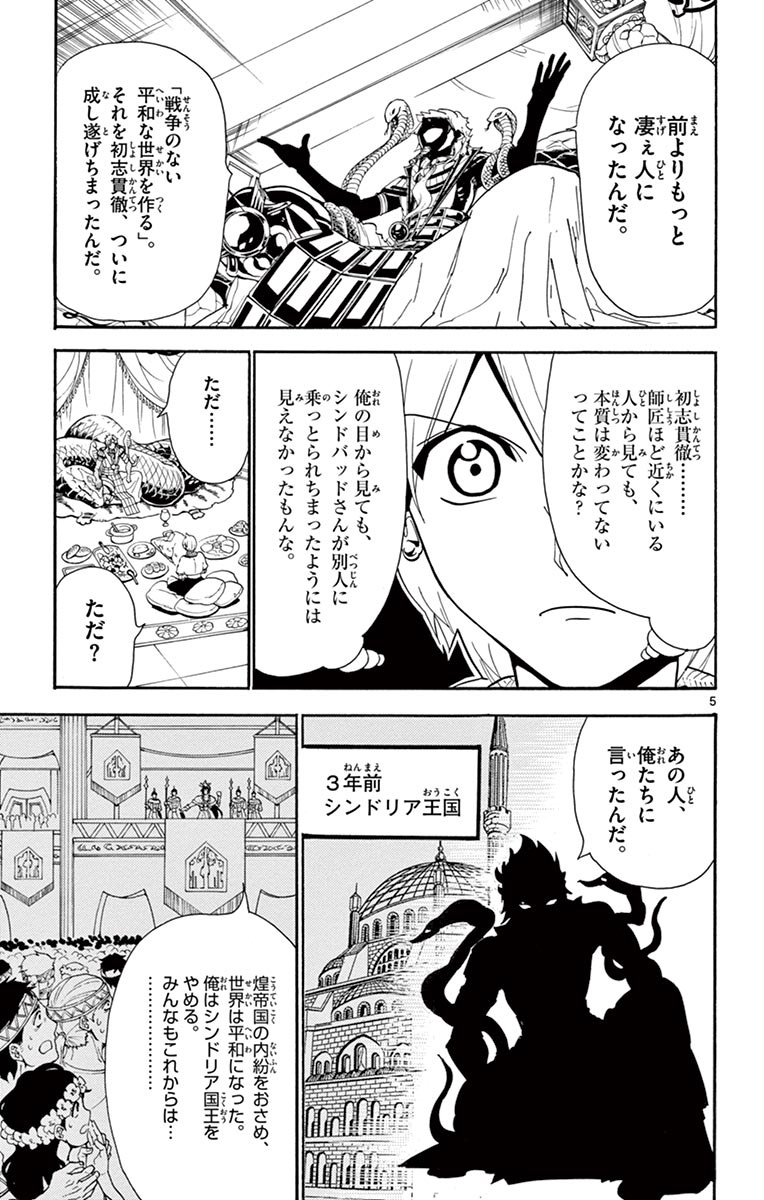 前よりもっと
凄ェ人に
なったんだ。
「戦争のない
平和な世界を作る」。
それを初志貫徹、ついに
成し遂げちまったんだ。
初志貫徹………
師匠ほど近くにいる
人から見ても、
本質は変わってない
ってことかな?
俺の目から見ても、
シンドバッドさんが別人に
乗っとられちまったようには
見えなかったもんな。
ただ……
ただ?
5
あの人、
俺たちに
言ったんだ。
3年前
シンドリア王国
煌帝国の内紛をおさめ、
世界は平和になった。
俺はシンドリア国王を
やめる。
みんなもこれからは…
…………